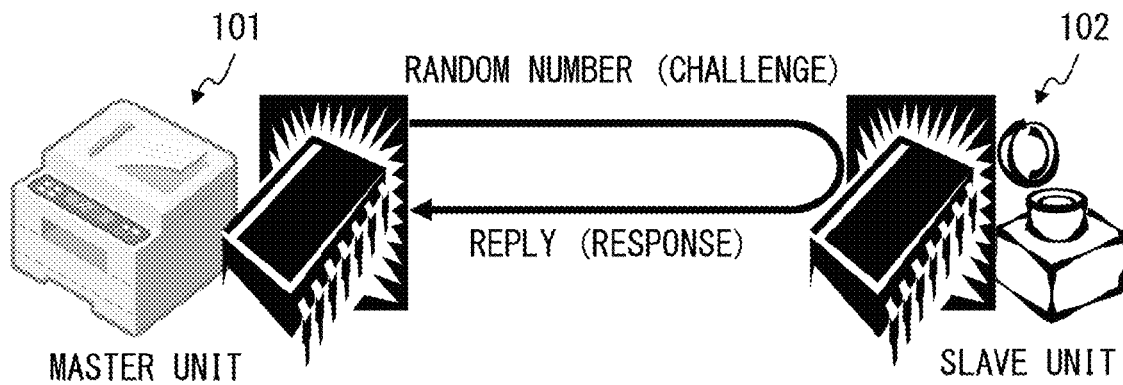 101
102
RANDOM NUMBER (CHALLENGE)
REPLY (RESPONSE)
MASTER UNIT
SLAVE UNIT